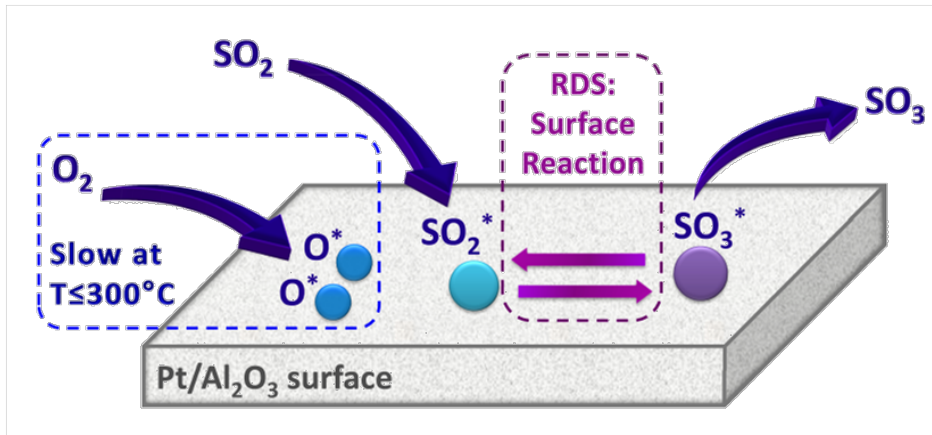 SO₂
RDS:
Surface
Reaction
SO₃
O₂
Slow at
T≤300°C
O*
O*
SO₂*
SO₃*
Pt/Al₂O₃ surface